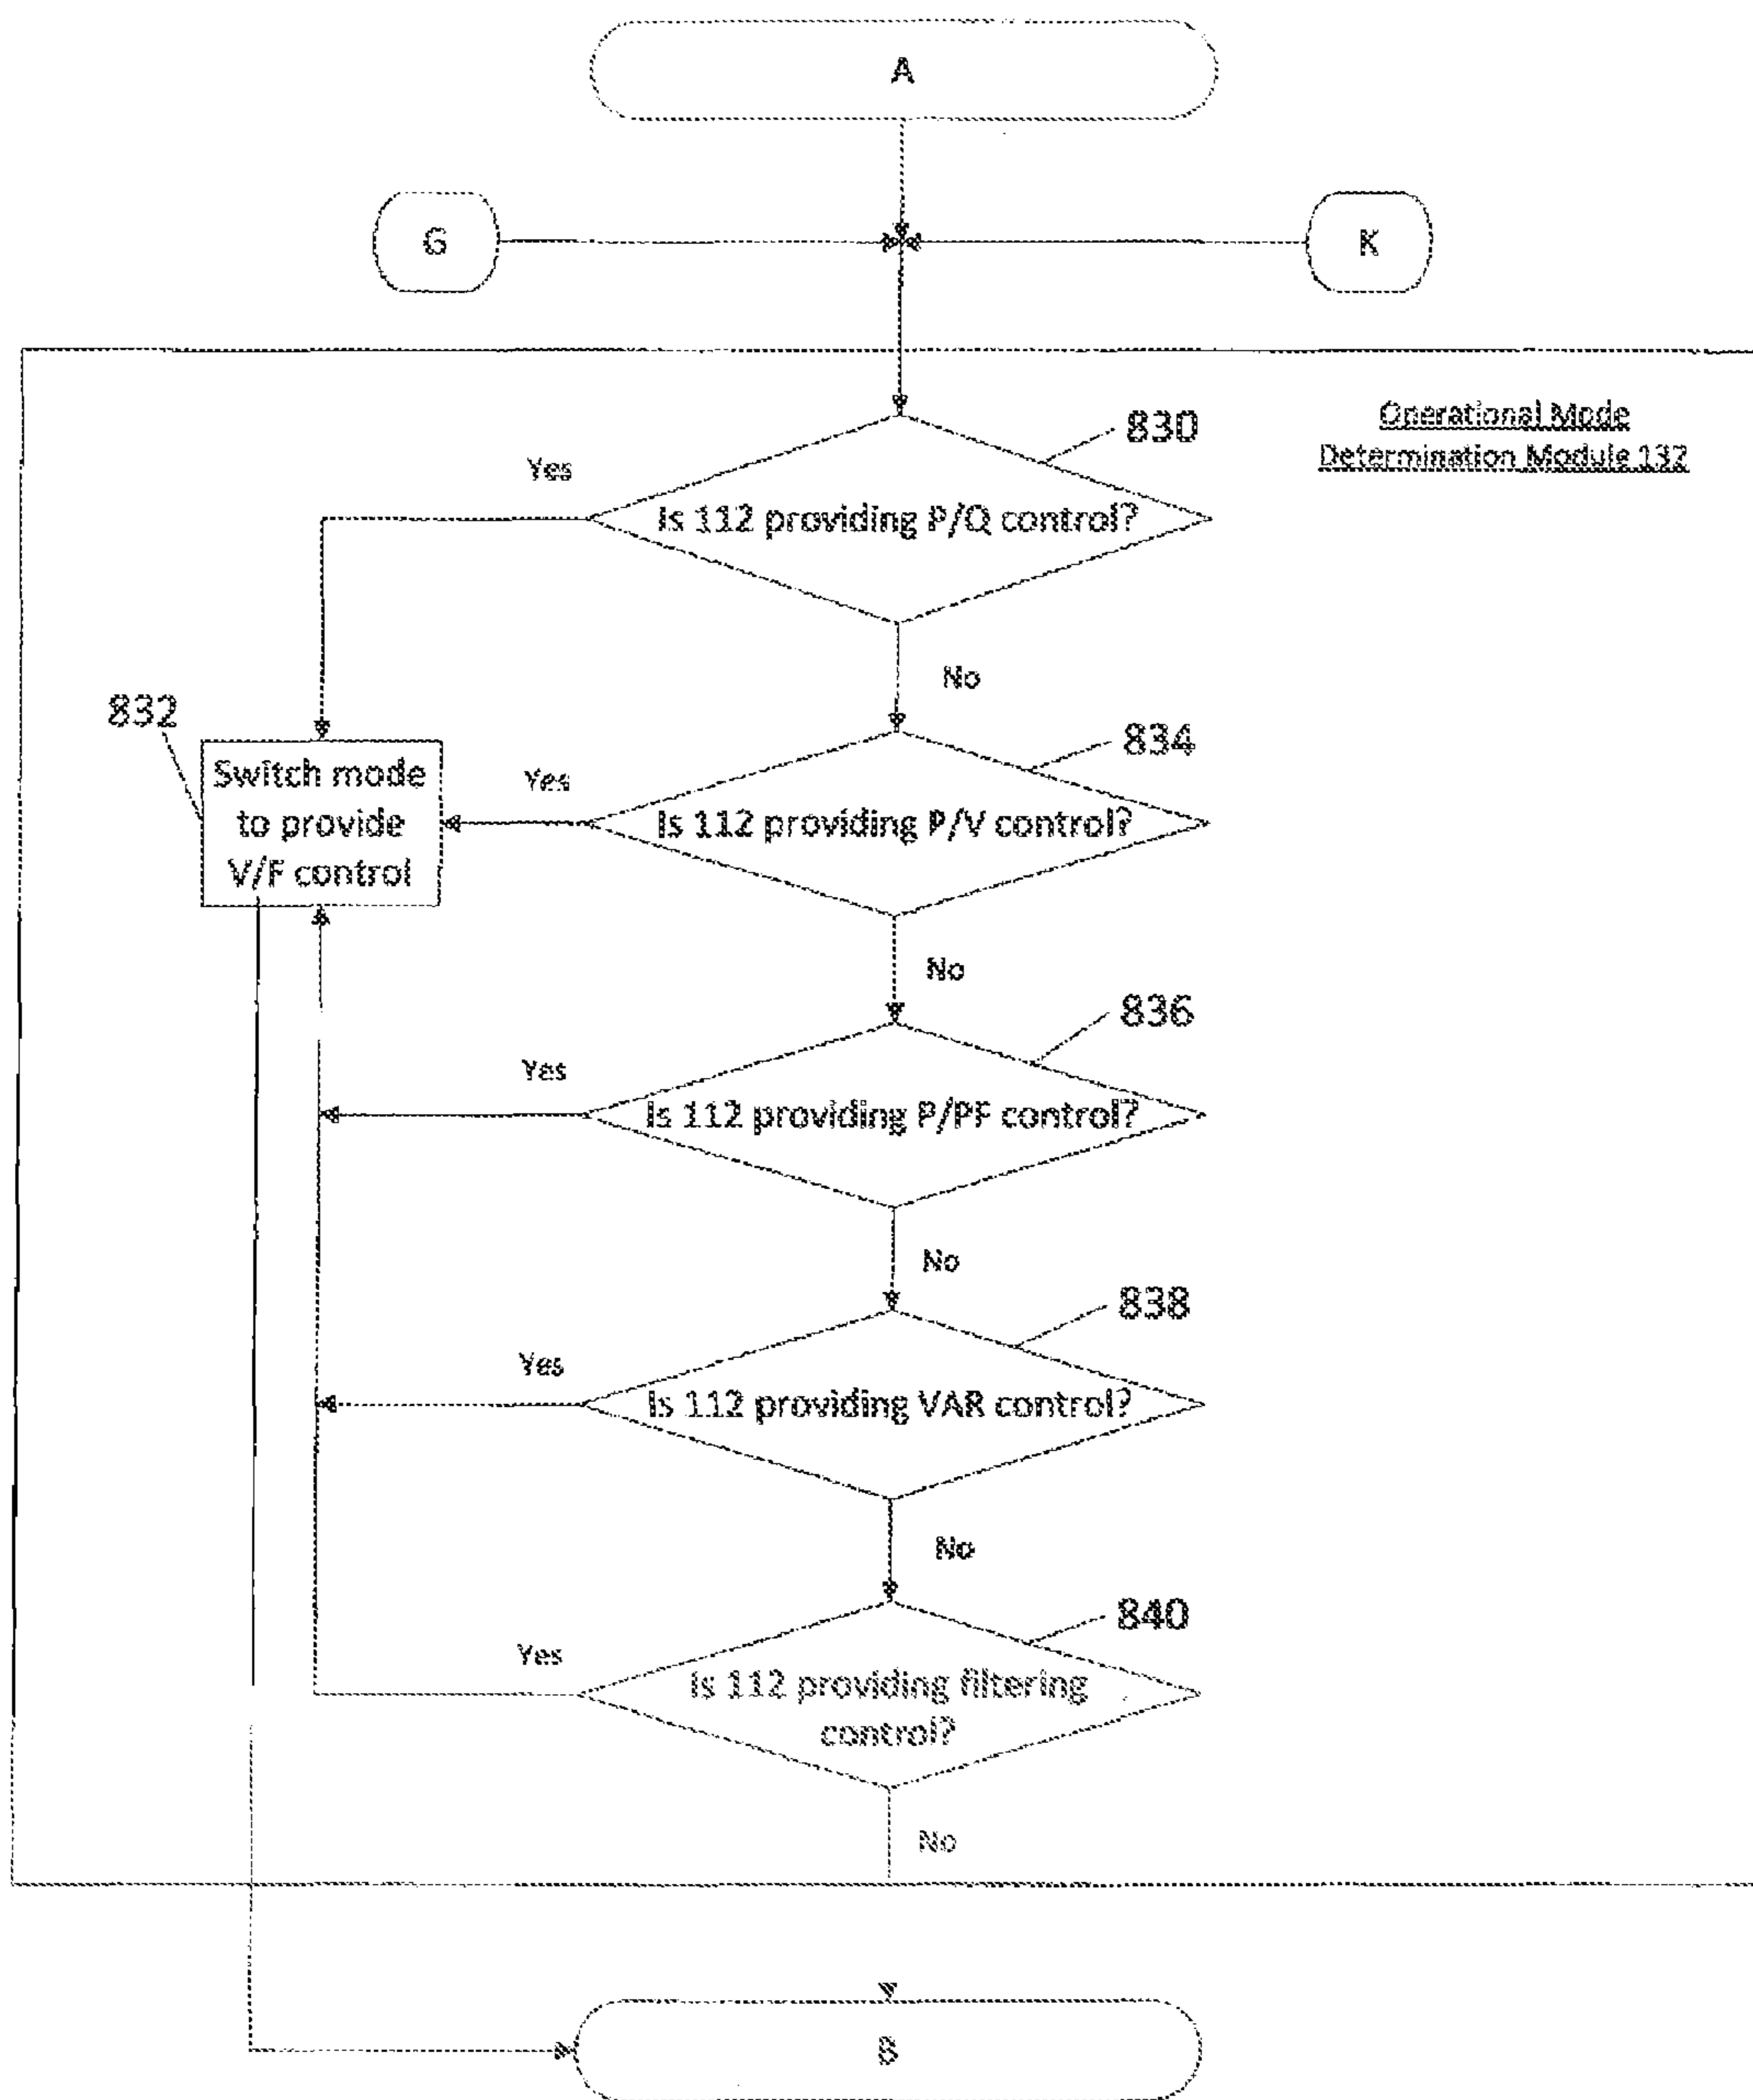 A
G
K
Operational Mode
Determination Module 132
830
Yes
Is 112 providing P/Q control?
No
832
834
Switch mode
to provide
V/F control
Yes
Is 112 providing P/V control?
No
836
Yes
Is 112 providing P/PF control?
No
838
Yes
Is 112 providing VAR control?
No
840
Yes
Is 112 providing filtering
control?
No
B